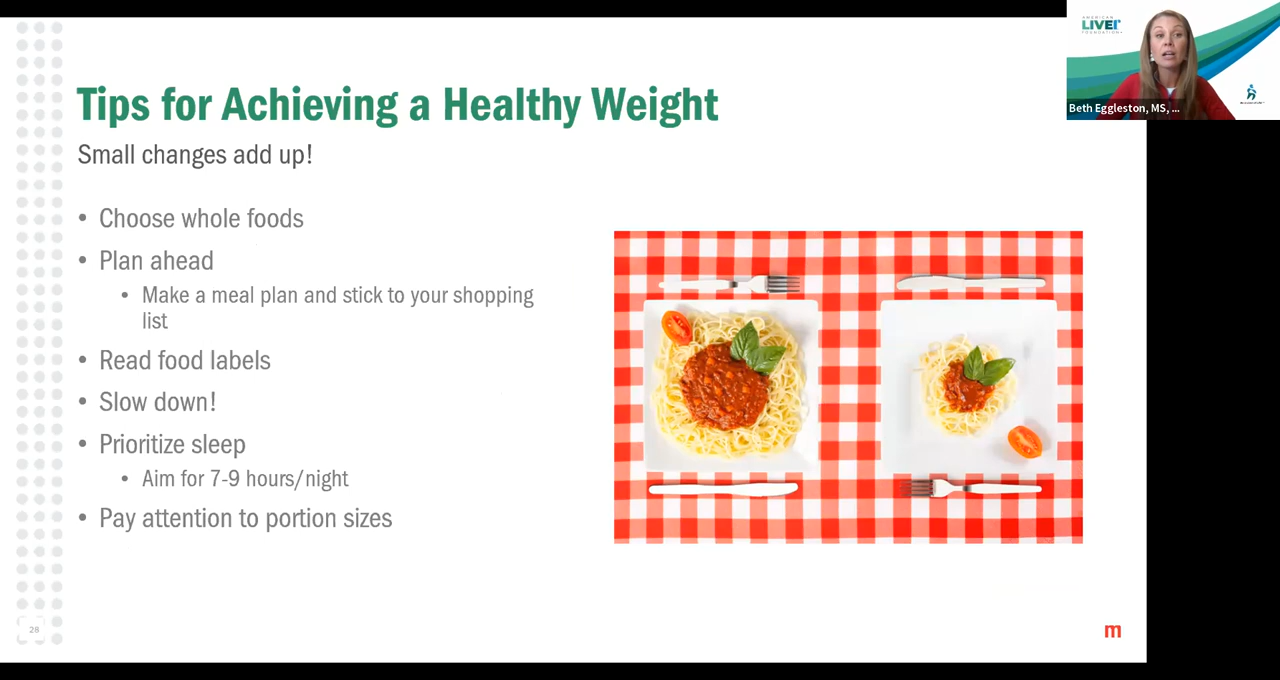 Tips for Achieving a Healthy Weight
Small changes add up!
• Choose whole foods
• Plan ahead
• Make a meal plan and stick to your shopping
list
• Read food labels
• Slow down!
• Prioritize sleep
• Aim for 7-9 hours/night
• Pay attention to portion sizes
28
m
AMERICAN
LIVER
FOUNDATION
Beth Eggleston, MS, ...